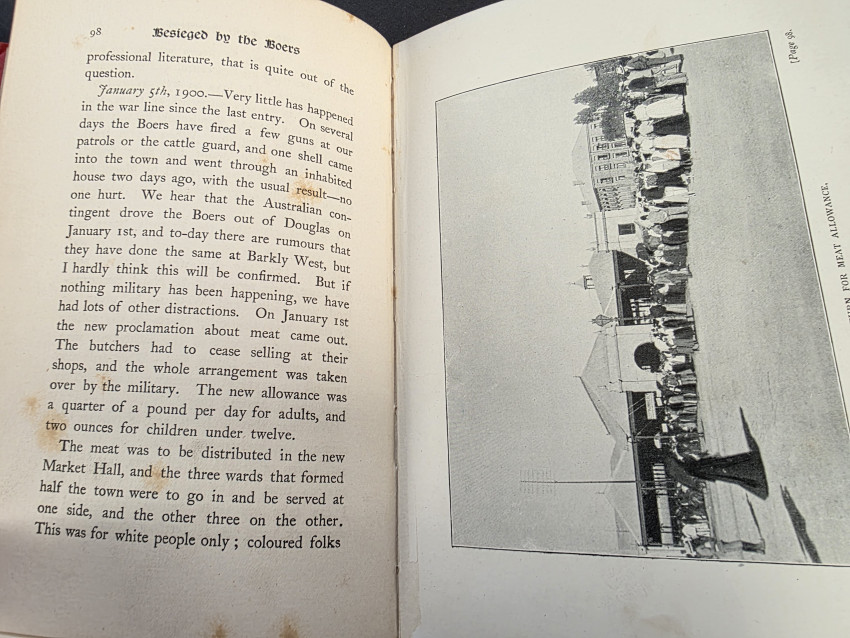 98
Besieged by the Boers
professional literature, that is quite out of the
question.
January 5th, 1900.—Very little has happened
in the war line since the last entry. On several
days the Boers have fired a few guns at our
patrols or the cattle guard, and one shell came
into the town and went through an inhabited
house two days ago, with the usual result—no
one hurt. We hear that the Australian con-
tingent drove the Boers out of Douglas on
January 1st, and to-day there are rumours that
they have done the same at Barkly West, but
I hardly think this will be confirmed. But if
nothing military has been happening, we have
had lots of other distractions. On January 1st
the new proclamation about meat came out.
The butchers had to cease selling at their
shops, and the whole arrangement was taken
over by the military. The new allowance was
a quarter of a pound per day for adults, and
two ounces for children under twelve.
The meat was to be distributed in the new
Market Hall, and the three wards that formed
half the town were to go in and be served at
one side, and the other three on the other.
This was for white people only ; coloured folks
[Page 98.
FOR MEAT ALLOWANCE.